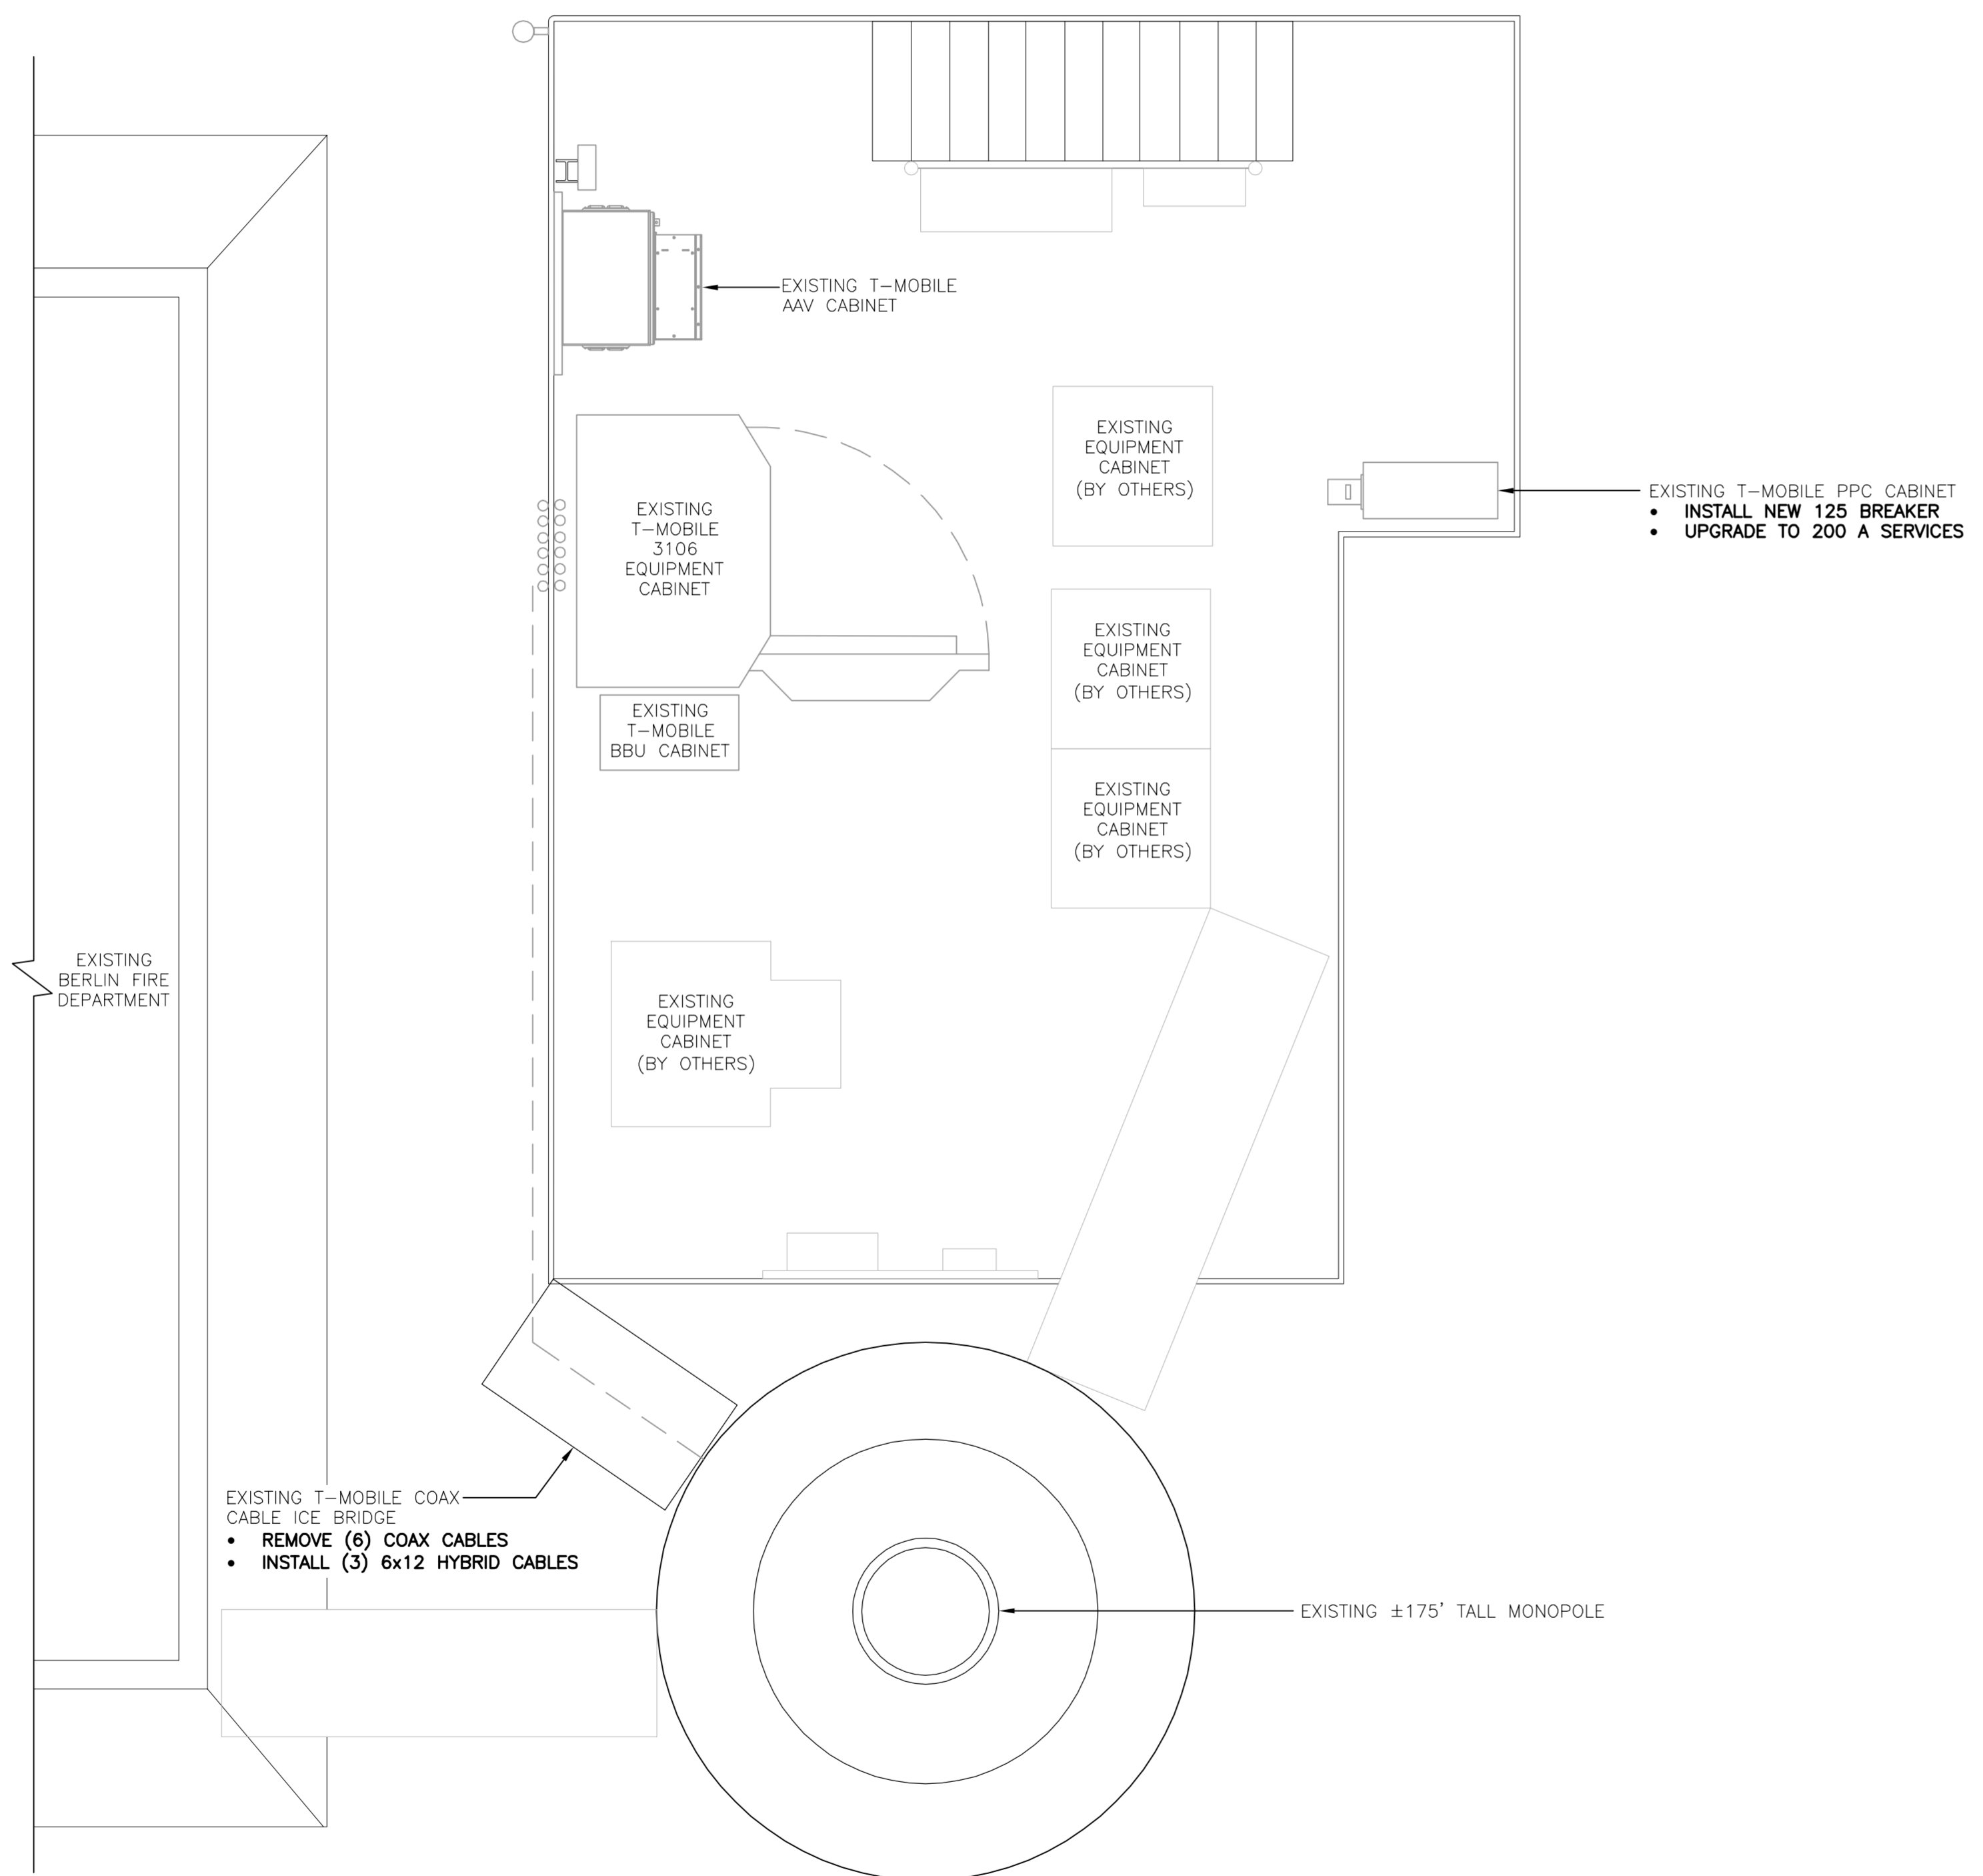 EXISTING T-MOBILE
AAV CABINET
EXISTING
EQUIPMENT
CABINET
(BY OTHERS)
EXISTING T-MOBILE PPC CABINET
• INSTALL NEW 125 BREAKER
• UPGRADE TO 200 A SERVICES
EXISTING
T-MOBILE
3106
EQUIPMENT
CABINET
EXISTING
EQUIPMENT
CABINET
(BY OTHERS)
EXISTING
T-MOBILE
BBU CABINET
EXISTING
EQUIPMENT
CABINET
(BY OTHERS)
EXISTING
BERLIN FIRE
DEPARTMENT
EXISTING
EQUIPMENT
CABINET
(BY OTHERS)
EXISTING T-MOBILE COAX
CABLE ICE BRIDGE
• REMOVE (6) COAX CABLES
• INSTALL (3) 6x12 HYBRID CABLES
EXISTING ±175' TALL MONOPOLE